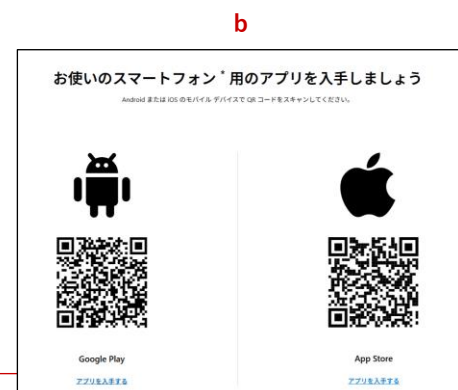 b
お使いのスマートフォン * 用のアプリを入手しましょう
Android または iOS のモバイル デバイスで QR コードをスキャンしてください。
Google Play
アプリを入手する
App Store
アプリを入手する